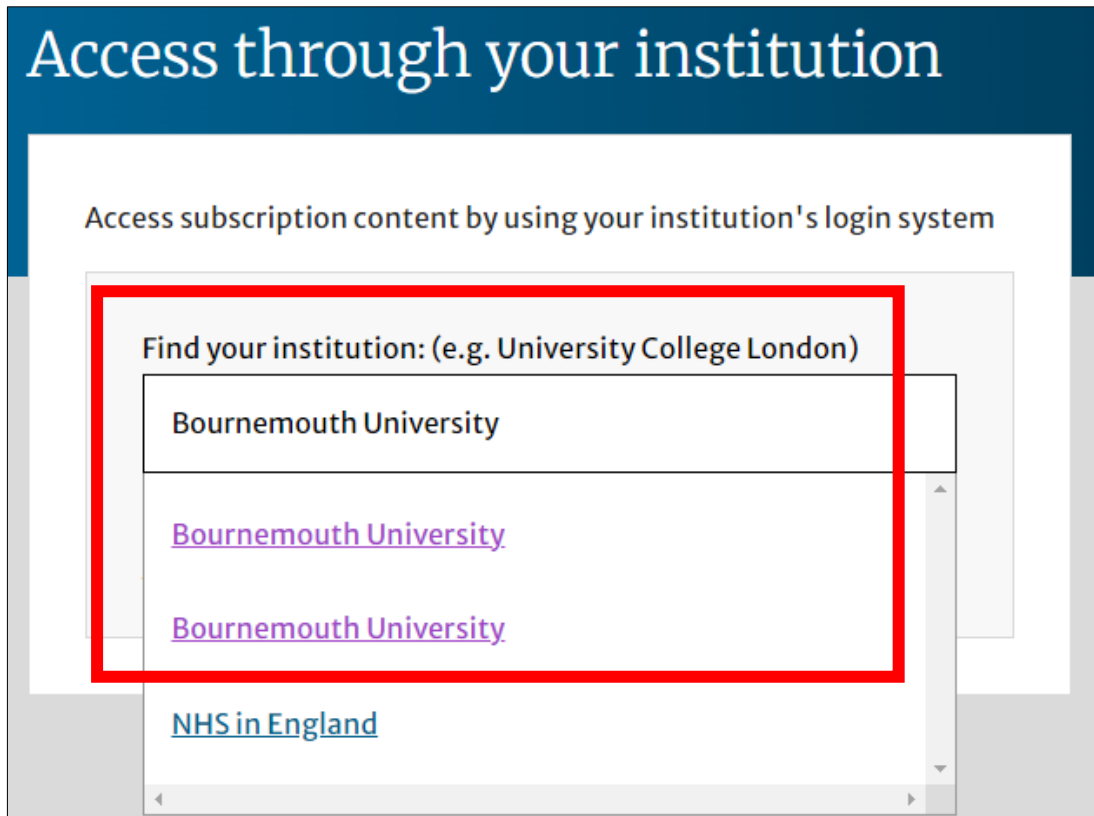 Access through your institution
Access subscription content by using your institution's login system
Find your institution: (e.g. University College London)
Bournemouth University
Bournemouth University
Bournemouth University
NHS in England